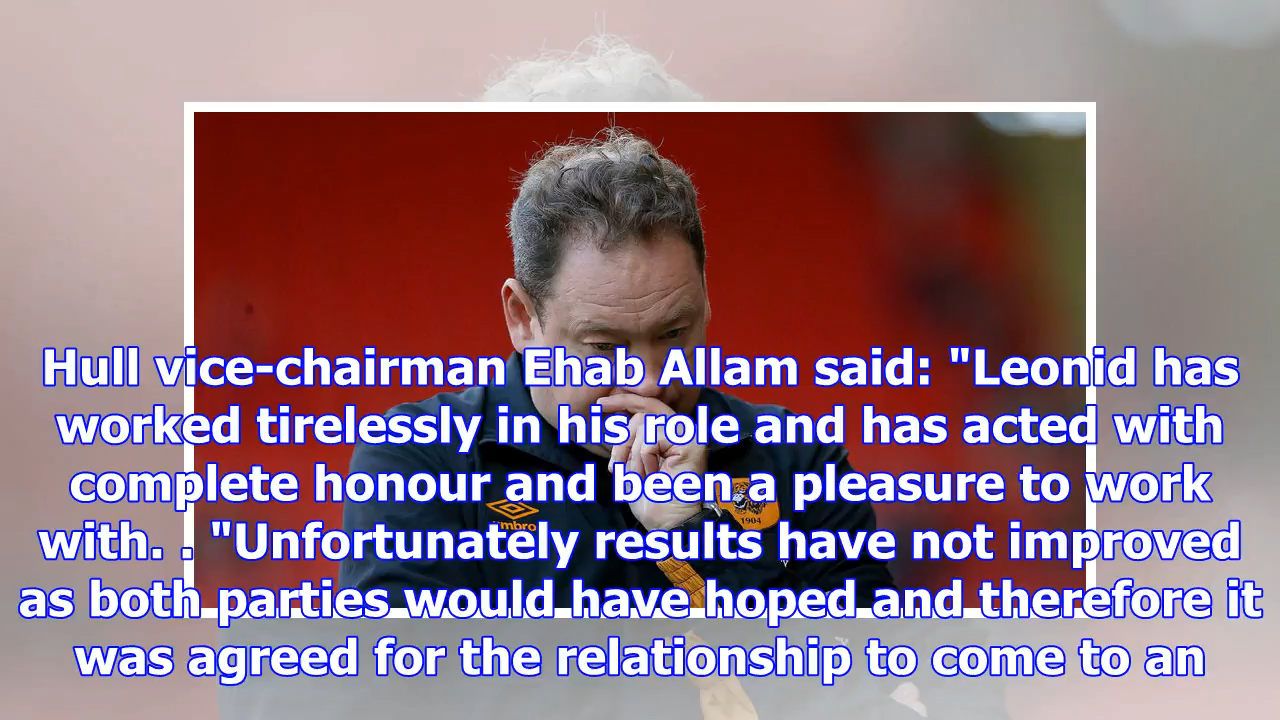 Hull vice-chairman Ehab Allam said: "Leonid has
worked tirelessly in his role and has acted with
complete honour and been a pleasure to work
with. . "Unfortunately results have not improved
as both parties would have hoped and therefore it
was agreed for the relationship to come to an
umbro
1904